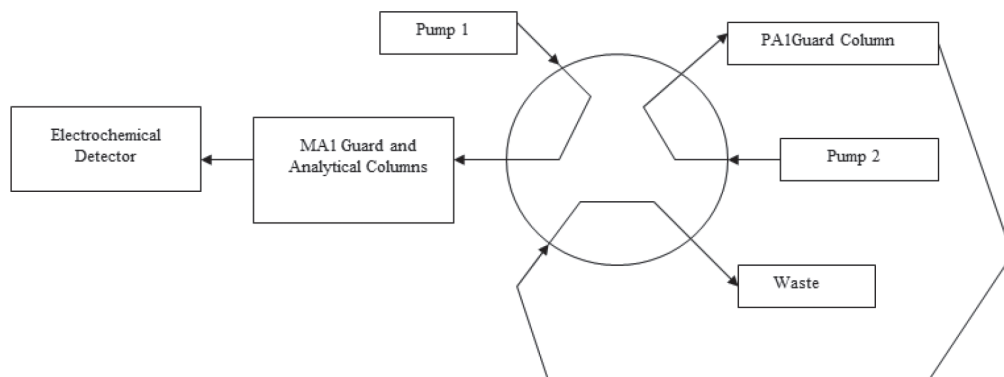 Pump 1
PA1Guard Column
Electrochemical
Detector
MA1 Guard and
Analytical Columns
Pump 2
Waste